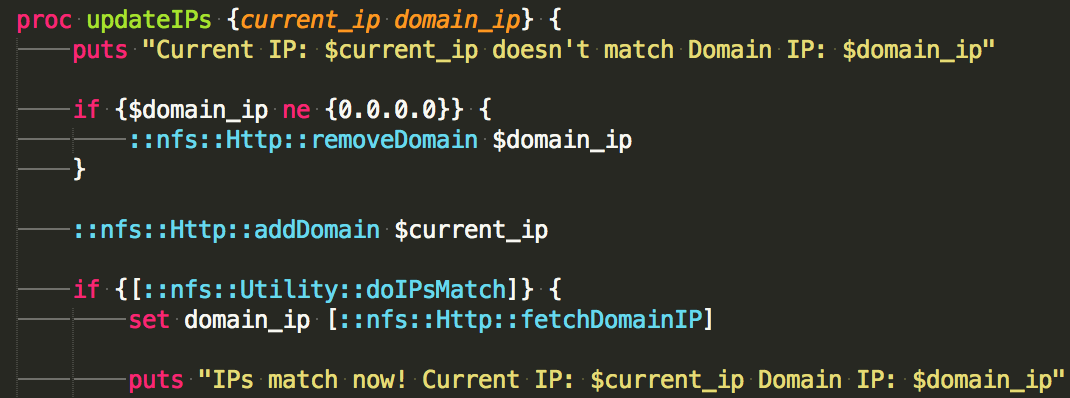 proc updateIPs {current_ip domain_ip} {
puts "Current IP: $current_ip doesn't match Domain IP: $domain_ip"
if {$domain_ip ne {0.0.0.0}} {
::nfs::Http::removeDomain $domain_ip
}
::nfs::Http::addDomain $current_ip
if {[::nfs::Utility::doIPsMatch]} {
set domain_ip [::nfs::Http::fetchDomainIP]
puts "IPs match now! Current IP: $current_ip Domain IP: $domain_ip"